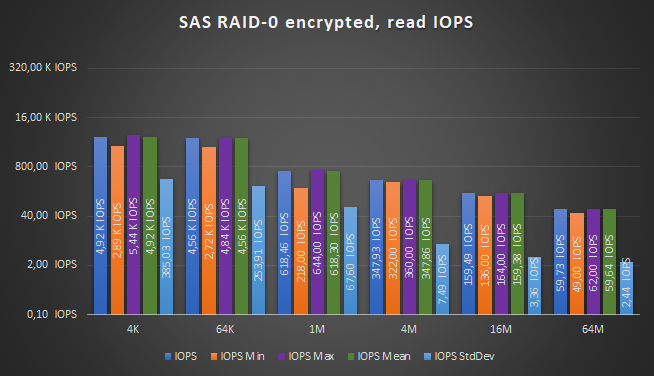 SAS RAID-0 encrypted, read IOPS
320,00 K IOPS
16,00 K IOPS
800,00 IOPS
40,00 IOPS
2,00 IOPS
0,10 IOPS
4,92 K IOPS
2,89 K IOPS
5,44 K IOPS
4,92 K IOPS
385,03 IOPS
4,56 K IOPS
2,72 K IOPS
4,84 K IOPS
4,56 K IOPS
253,91 IOPS
618,46 IOPS
218,00 IOPS
644,00 IOPS
618,30 IOPS
67,60 IOPS
347,93 IOPS
322,00 IOPS
360,00 IOPS
347,86 IOPS
7,49 IOPS
159,49 IOPS
136,00 IOPS
164,00 IOPS
159,38 IOPS
3,36 IOPS
59,73 IOPS
49,00 IOPS
62,00 IOPS
59,64 IOPS
2,44 IOPS
4K 64K 1M 4M 16M 64M
IOPS IOPS Min IOPS Max IOPS Mean IOPS StdDev